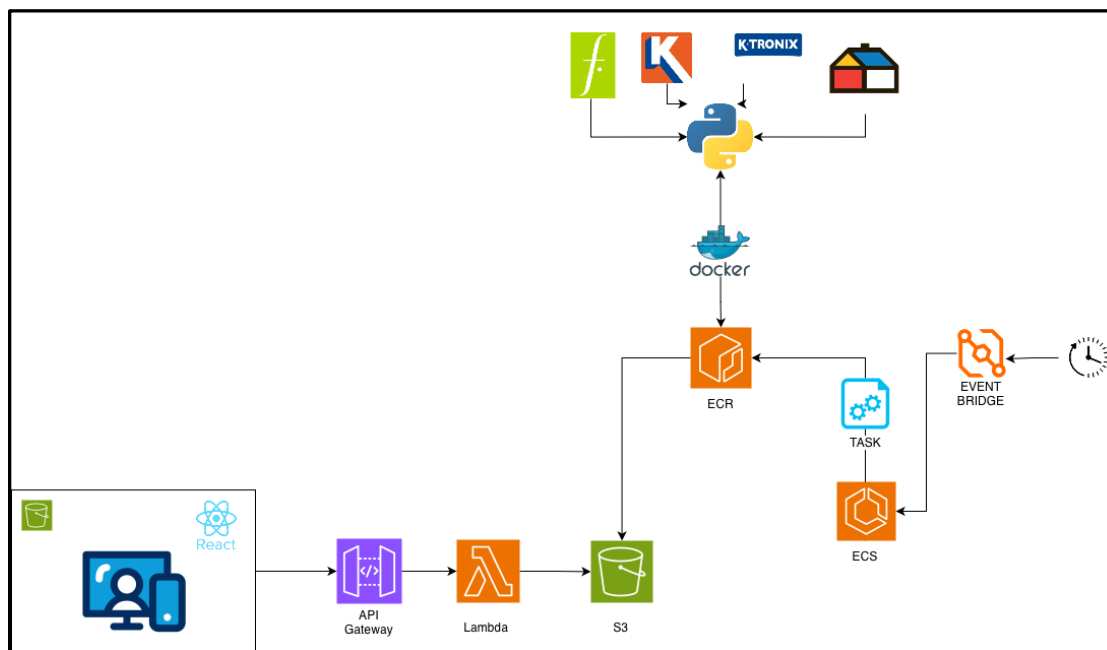 K-TRONIX
docker
ECR
EVENT
BRIDGE
TASK
ECS
React
API
Gateway
Lambda
S3